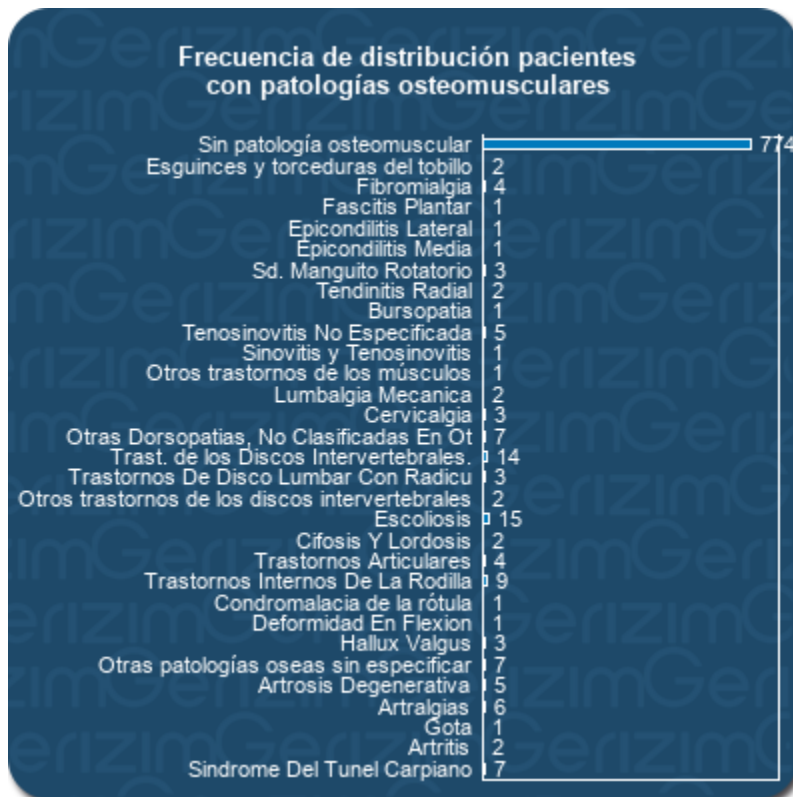 Frecuencia de distribución pacientes
con patologías osteomusculares
Sin patología osteomuscular 774
Esguinces y torceduras del tobillo 2
Fibromialgia 4
Fascitis Plantar 1
Epicondilitis Lateral 1
Epicondilitis Media 1
Sd. Manguito Rotatorio 3
Tendinitis Radial 2
Bursopatia 1
Tenosinovitis No Especificada 5
Sinovitis y Tenosinovitis 1
Otros trastornos de los músculos 1
Lumbalgia Mecanica 2
Cervicalgia 3
Otras Dorsopatias, No Clasificadas En Ot 7
Trast. de los Discos Intervertebrales. 14
Trastornos De Disco Lumbar Con Radicu 3
Otros trastornos de los discos intervertebrales 2
Escoliosis 15
Cifosis Y Lordosis 2
Trastornos Articulares 4
Trastornos Internos De La Rodilla 9
Condromalacia de la rótula 1
Deformidad En Flexion 1
Hallux Valgus 3
Otras patologías oseas sin especificar 7
Artrosis Degenerativa 5
Artralgias 6
Gota 1
Artritis 2
Sindrome Del Tunel Carpiano 7